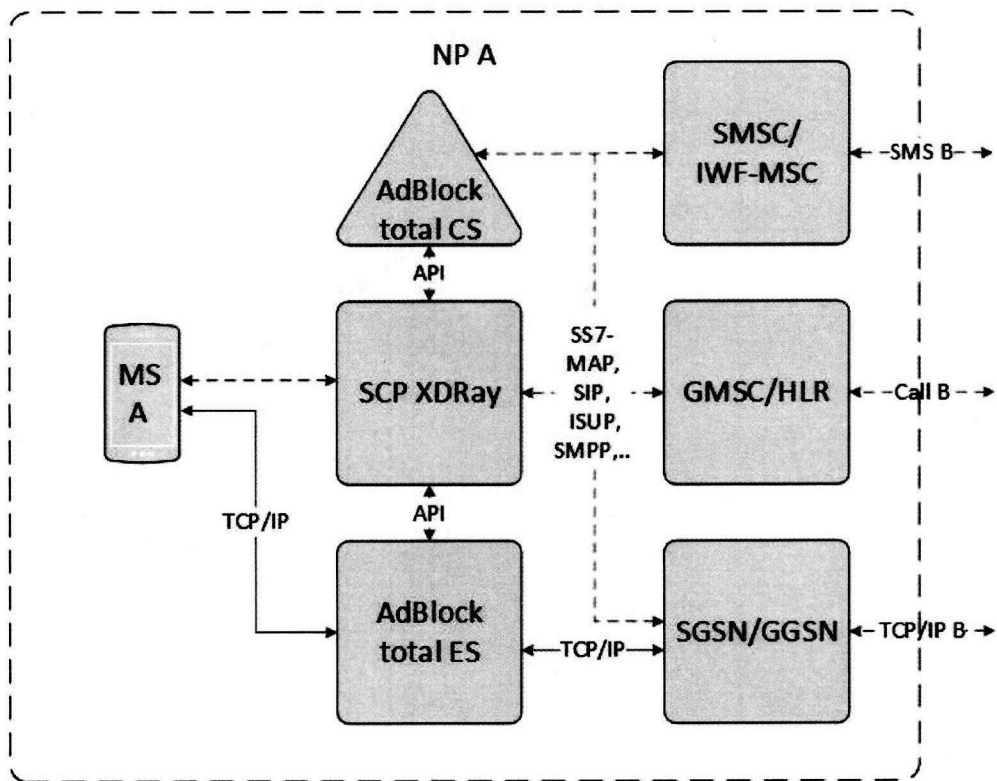 NP A
AdBlock
total CS
SMSC/
IWF-MSC
SMS B
API
MS
A
SCP XDRay
SS7-
MAP,
SIP,
ISUP,
SMPP,..
GMSC/HLR
Call B
TCP/IP
API
AdBlock
total ES
TCP/IP
SGSN/GGSN
TCP/IP B